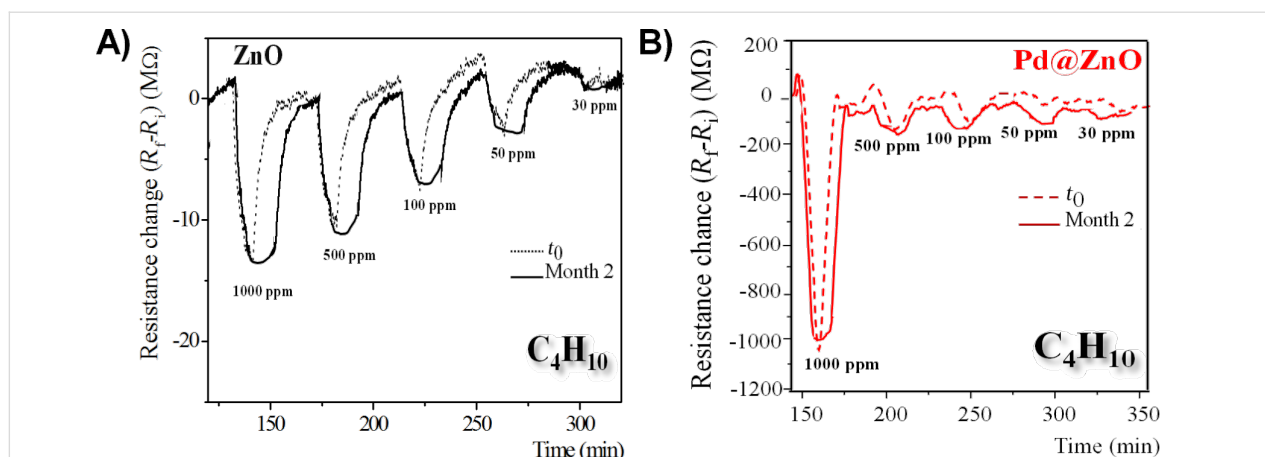 A)
ZnO
Resistance change (Rf-Ri) (MΩ)
0
-10
-20
1000 ppm
500 ppm
100 ppm
50 ppm
30 ppm
t0
Month 2
C4H10
150
200
250
300
Time (min)
B)
Pd@ZnO
Resistance chance (Rf-Ri) (MΩ)
200
0
-200
-400
-600
-800
-1000
-1200
1000 ppm
500 ppm
100 ppm
50 ppm
30 ppm
t0
Month 2
C4H10
150
200
250
300
350
Time (min)